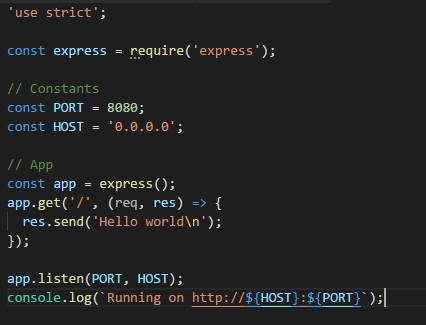 'use strict';
const express = require('express');
// Constants
const PORT = 8080;
const HOST = '0.0.0.0';
// App
const app = express();
app.get('/', (req, res) => {
  res.send('Hello world\n');
});
app.listen(PORT, HOST);
console.log(`Running on http://${HOST}:${PORT}`);